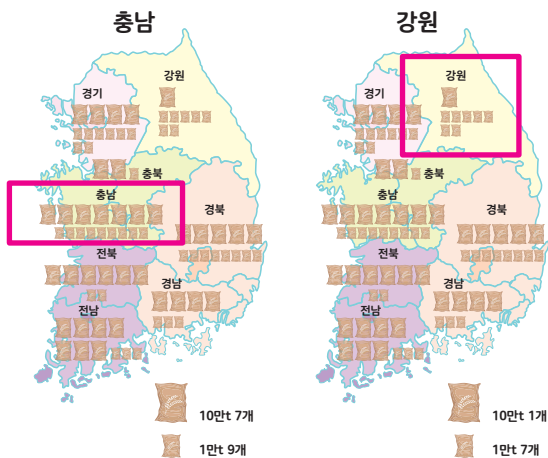 충남
강원
경기
충북
충남
경북
전북
경남
전남
10만t 7개
1만t 9개
강원
강원
경기
충북
충남
경북
전북
경남
전남
10만t 1개
1만t 7개